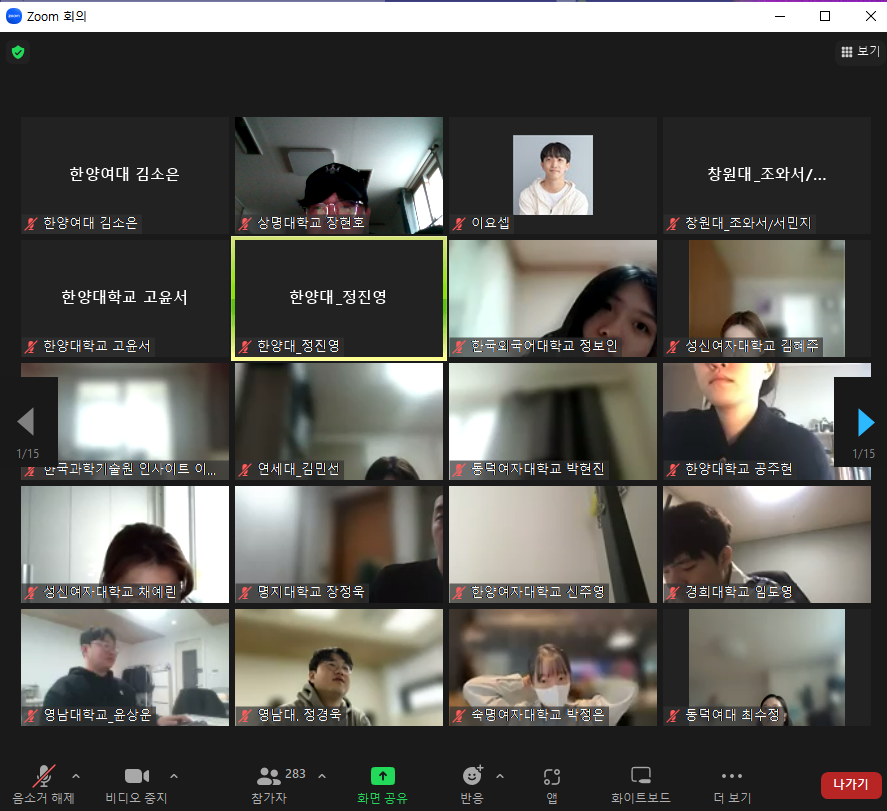 Zoom 회의
보기
한양여대 김소은
한양여대 김소은
상명대학교 장현호
이요셉
창원대_조와서/...
창원대_조와서/서민지
한양대학교 고윤서
한양대학교 고윤서
한양대_정진영
한양대_정진영
한국외국어대학교 정보인
성신여자대학교 김혜주
1/15
한국과학기술원 인사이트 이...
연세대_김민선
동덕여자대학교 박현진
한양대학교 공주현
1/15
성신여자대학교 채예린
명지대학교 장정욱
한양여자대학교 신주영
경희대학교 임도영
영남대학교_윤상운
영남대, 정경욱
숙명여자대학교 박정은
동덕여대 최수정
음소거 해제
비디오 중지
283
참가자
화면 공유
반응
앱
화이트보드
더 보기
나가기